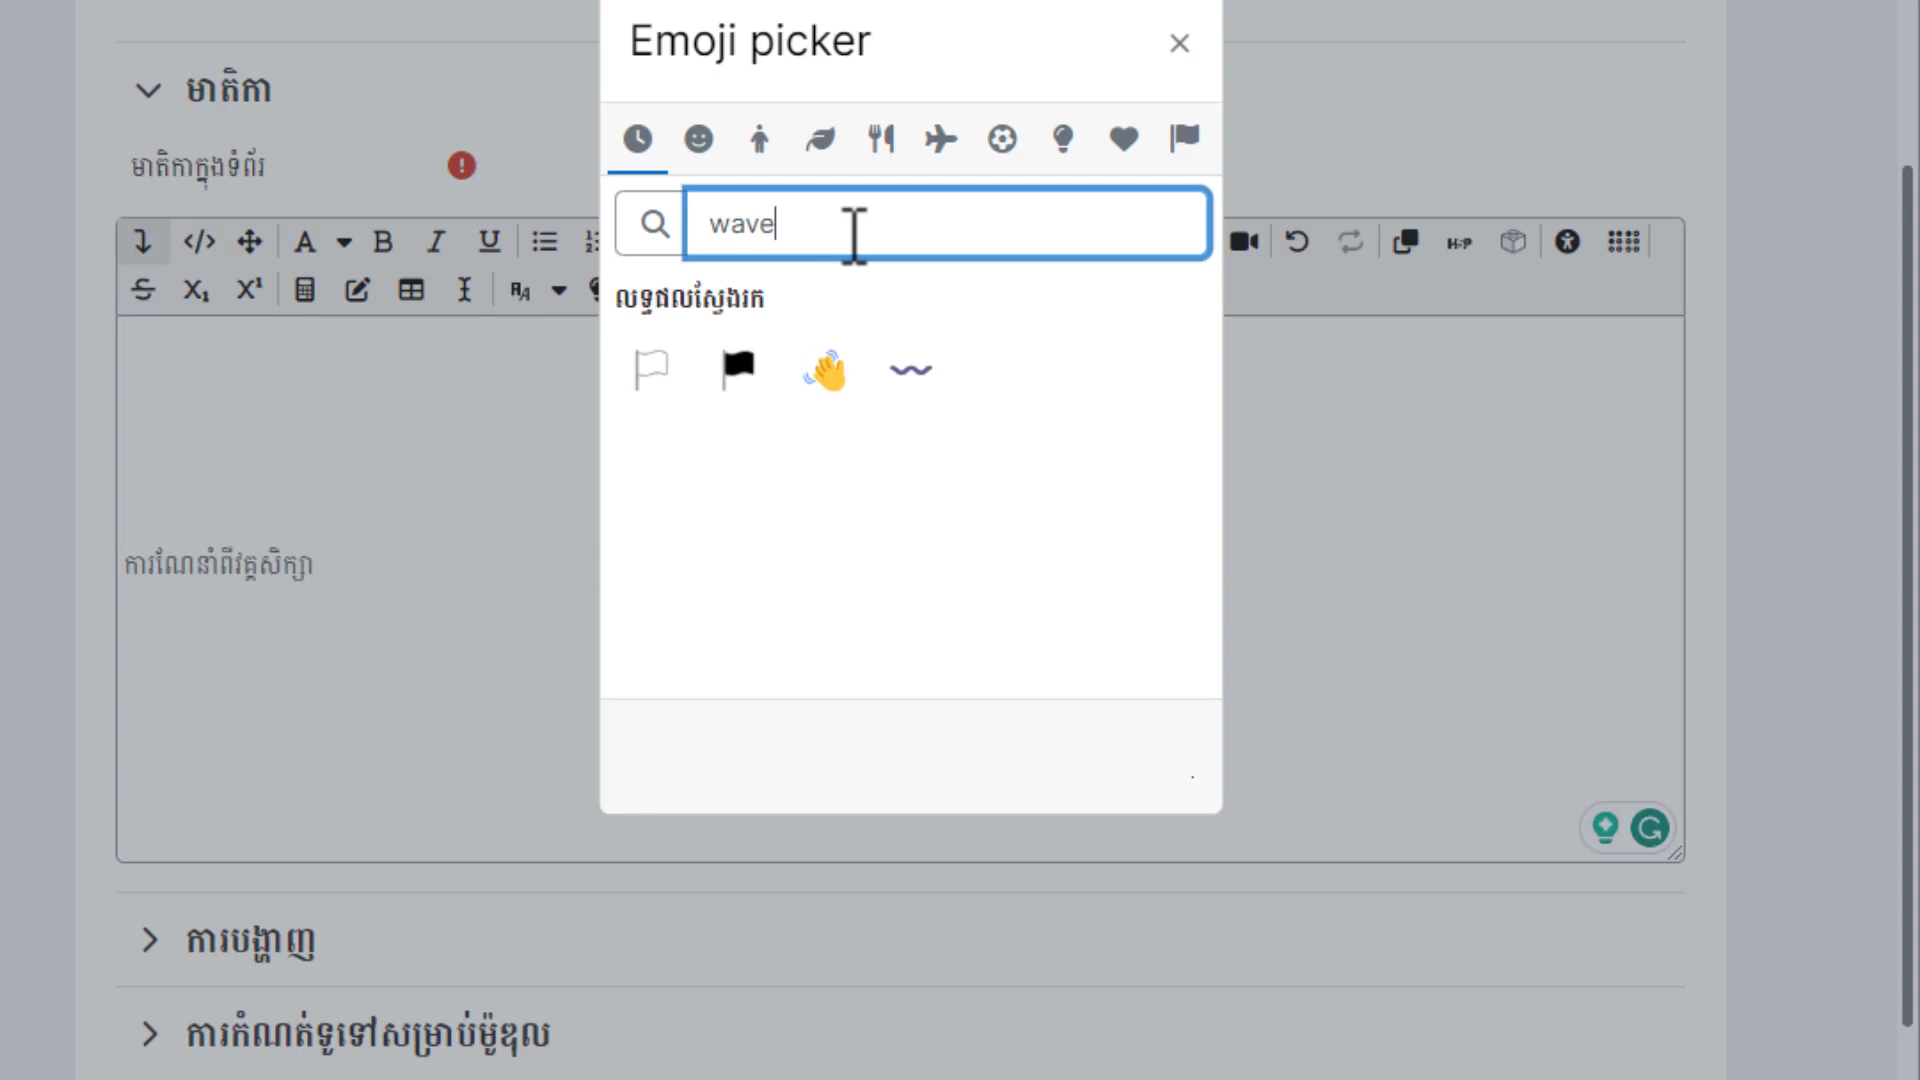 Emoji picker
មាតិកា
មាតិកាក្នុងទំព័រ
wave
លទ្ធផលស្វែងរក
ការណែនាំពីវគ្គសិក្សា
ការបង្ហាញ
ការកំណត់ទូទៅសម្រាប់ម៉ូឌុល